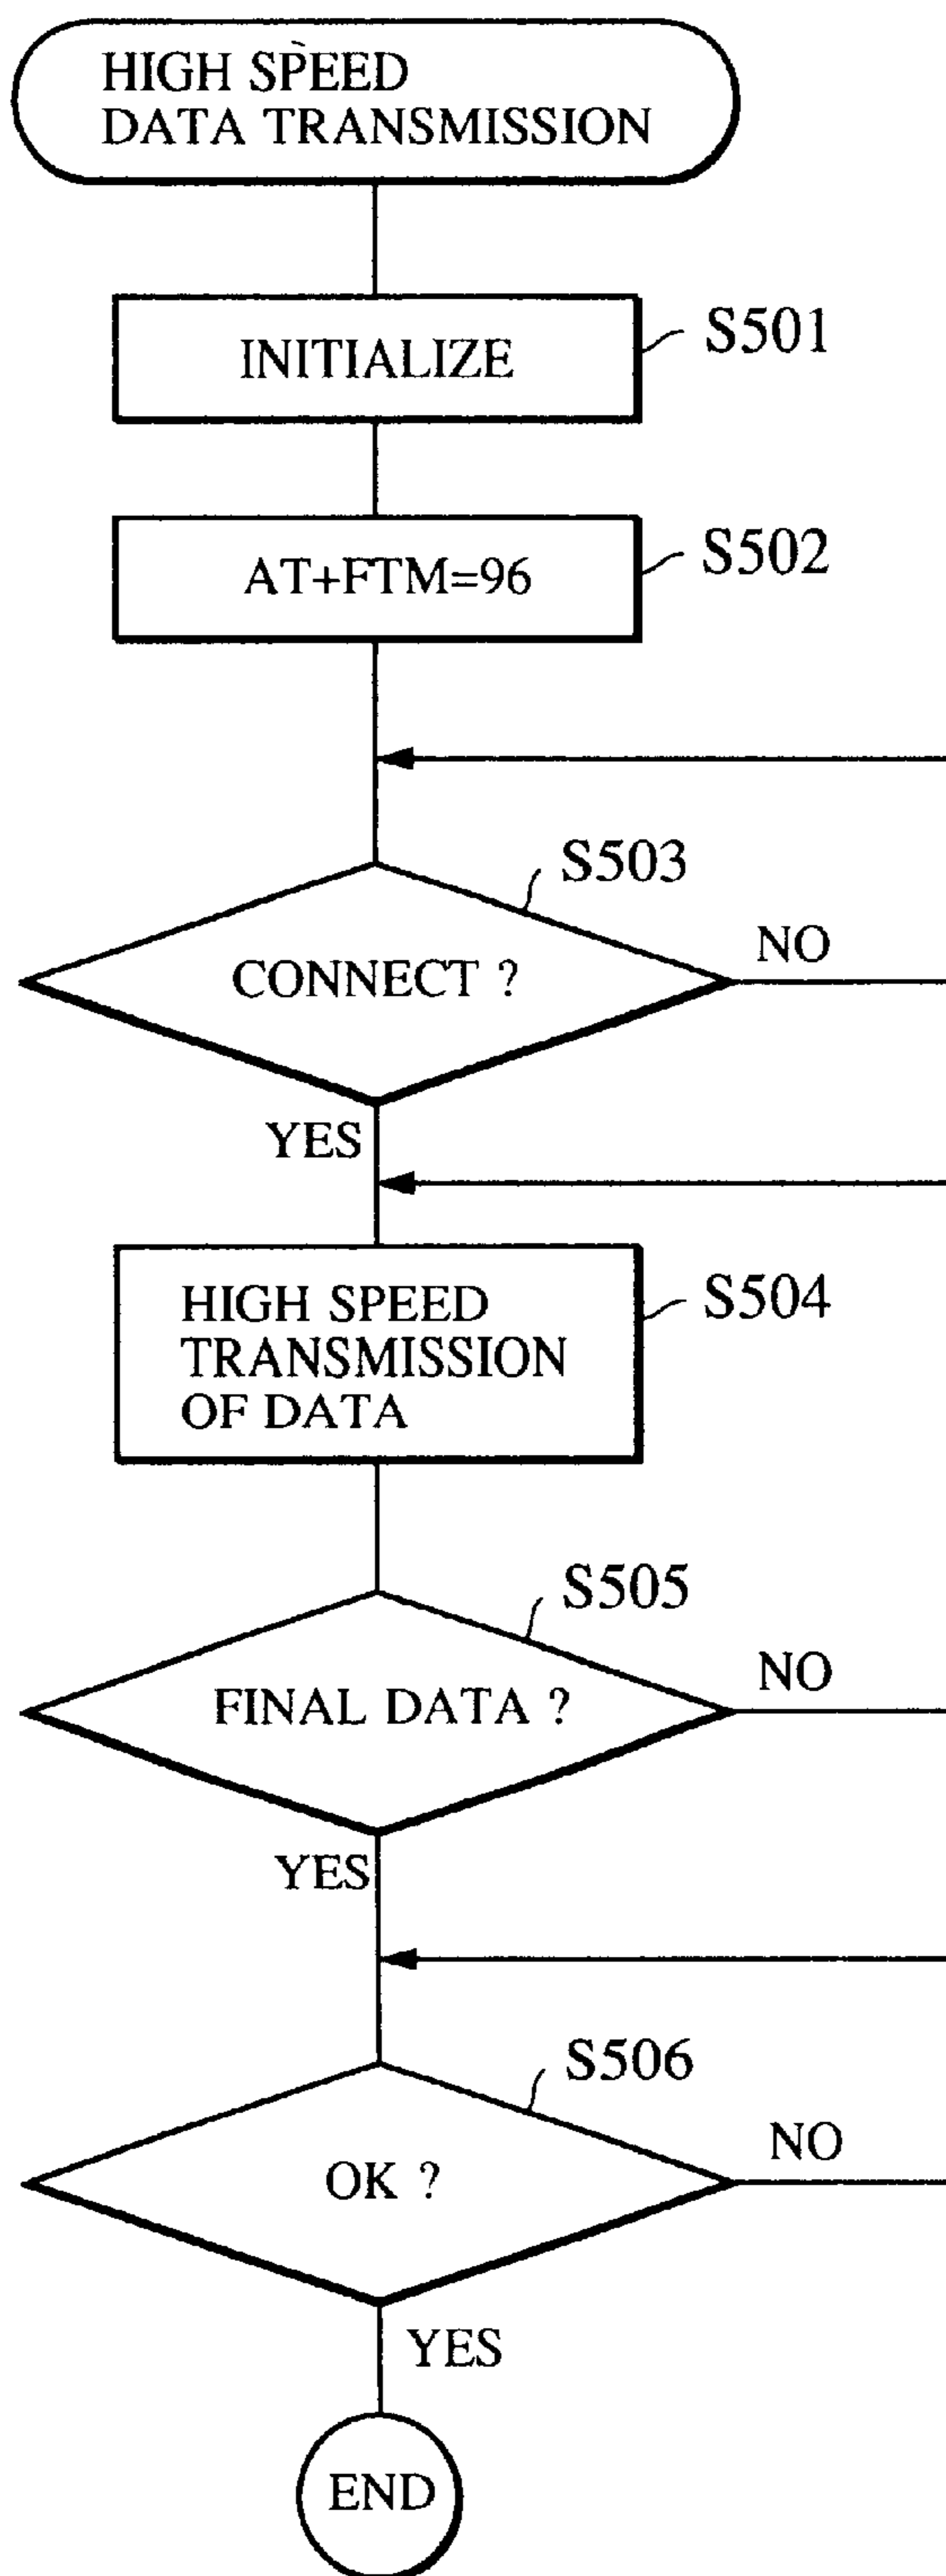 HIGH SPEED
DATA TRANSMISSION
INITIALIZE
S501
AT+FTM=96
S502
S503
CONNECT ?
NO
YES
HIGH SPEED
TRANSMISSION
OF DATA
S504
S505
FINAL DATA ?
NO
YES
S506
OK ?
NO
YES
END